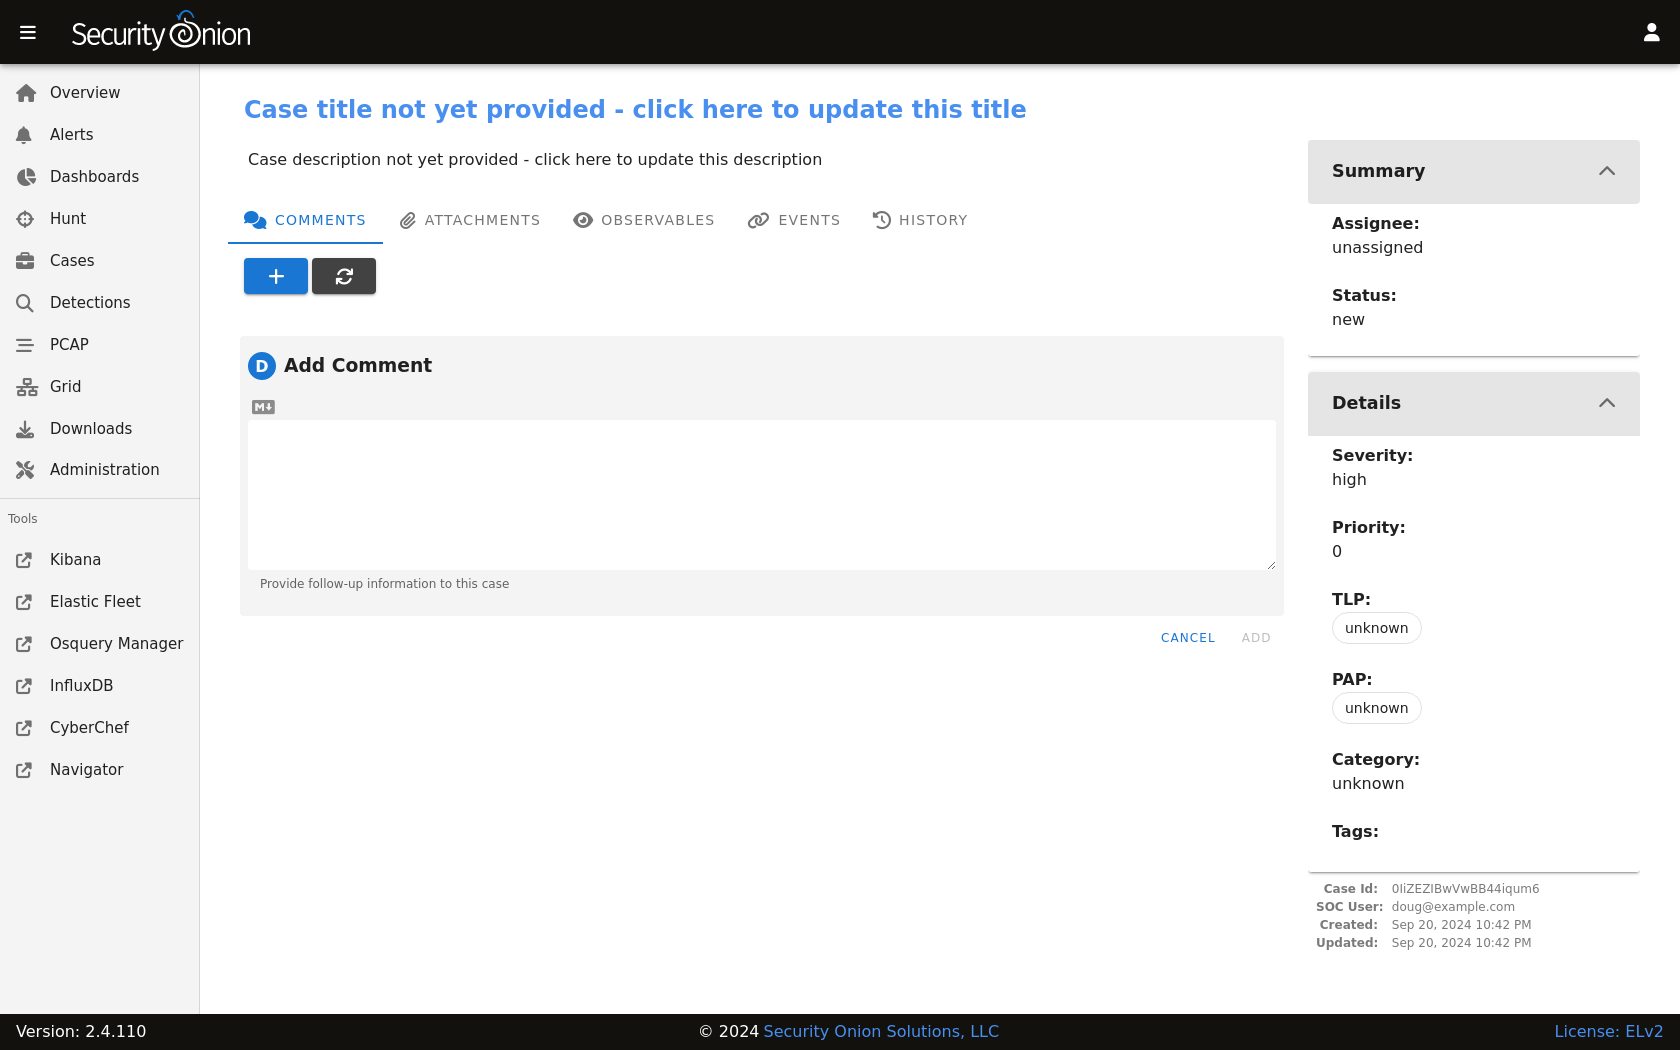 Security Onion
Overview
Alerts
Dashboards
Hunt
Cases
Detections
PCAP
Grid
Downloads
Administration
Tools
Kibana
Elastic Fleet
Osquery Manager
InfluxDB
CyberChef
Navigator
Case title not yet provided - click here to update this title
Case description not yet provided - click here to update this description
COMMENTS ATTACHMENTS OBSERVABLES EVENTS HISTORY
D Add Comment
M
Provide follow-up information to this case
CANCEL ADD
Summary
Assignee:
unassigned
Status:
new
Details
Severity:
high
Priority:
0
TLP:
unknown
PAP:
unknown
Category:
unknown
Tags:
Case Id: 0IiZEZIBwVwBB44iqum6
SOC User: doug@example.com
Created: Sep 20, 2024 10:42 PM
Updated: Sep 20, 2024 10:42 PM
Version: 2.4.110 © 2024 Security Onion Solutions, LLC License: ELv2